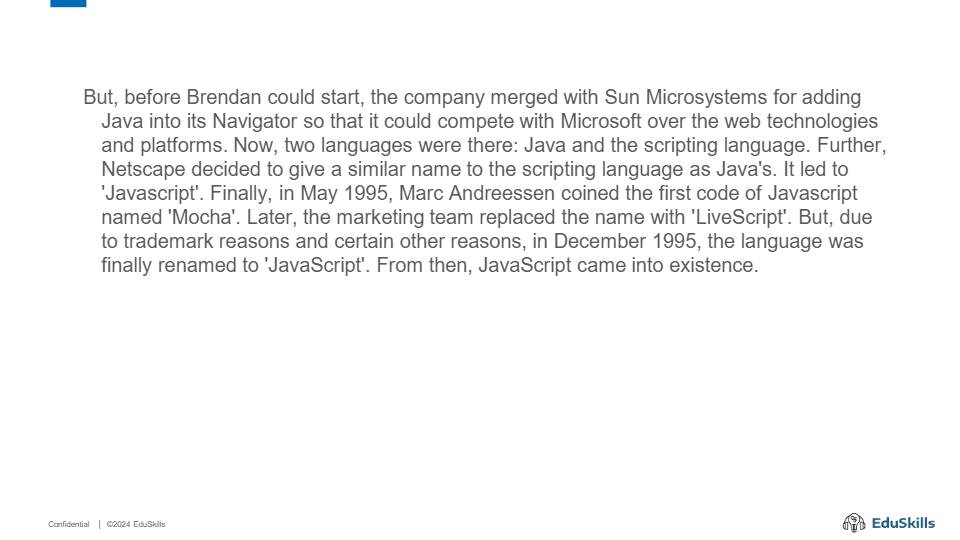 But, before Brendan could start, the company merged with Sun Microsystems for adding
Java into its Navigator so that it could compete with Microsoft over the web technologies
and platforms. Now, two languages were there: Java and the scripting language. Further,
Netscape decided to give a similar name to the scripting language as Java's. It led to
'Javascript'. Finally, in May 1995, Marc Andreessen coined the first code of Javascript
named 'Mocha'. Later, the marketing team replaced the name with 'LiveScript'. But, due
to trademark reasons and certain other reasons, in December 1995, the language was
finally renamed to 'JavaScript'. From then, JavaScript came into existence.
Confidential | ©2024 EduSkills
EduSkills